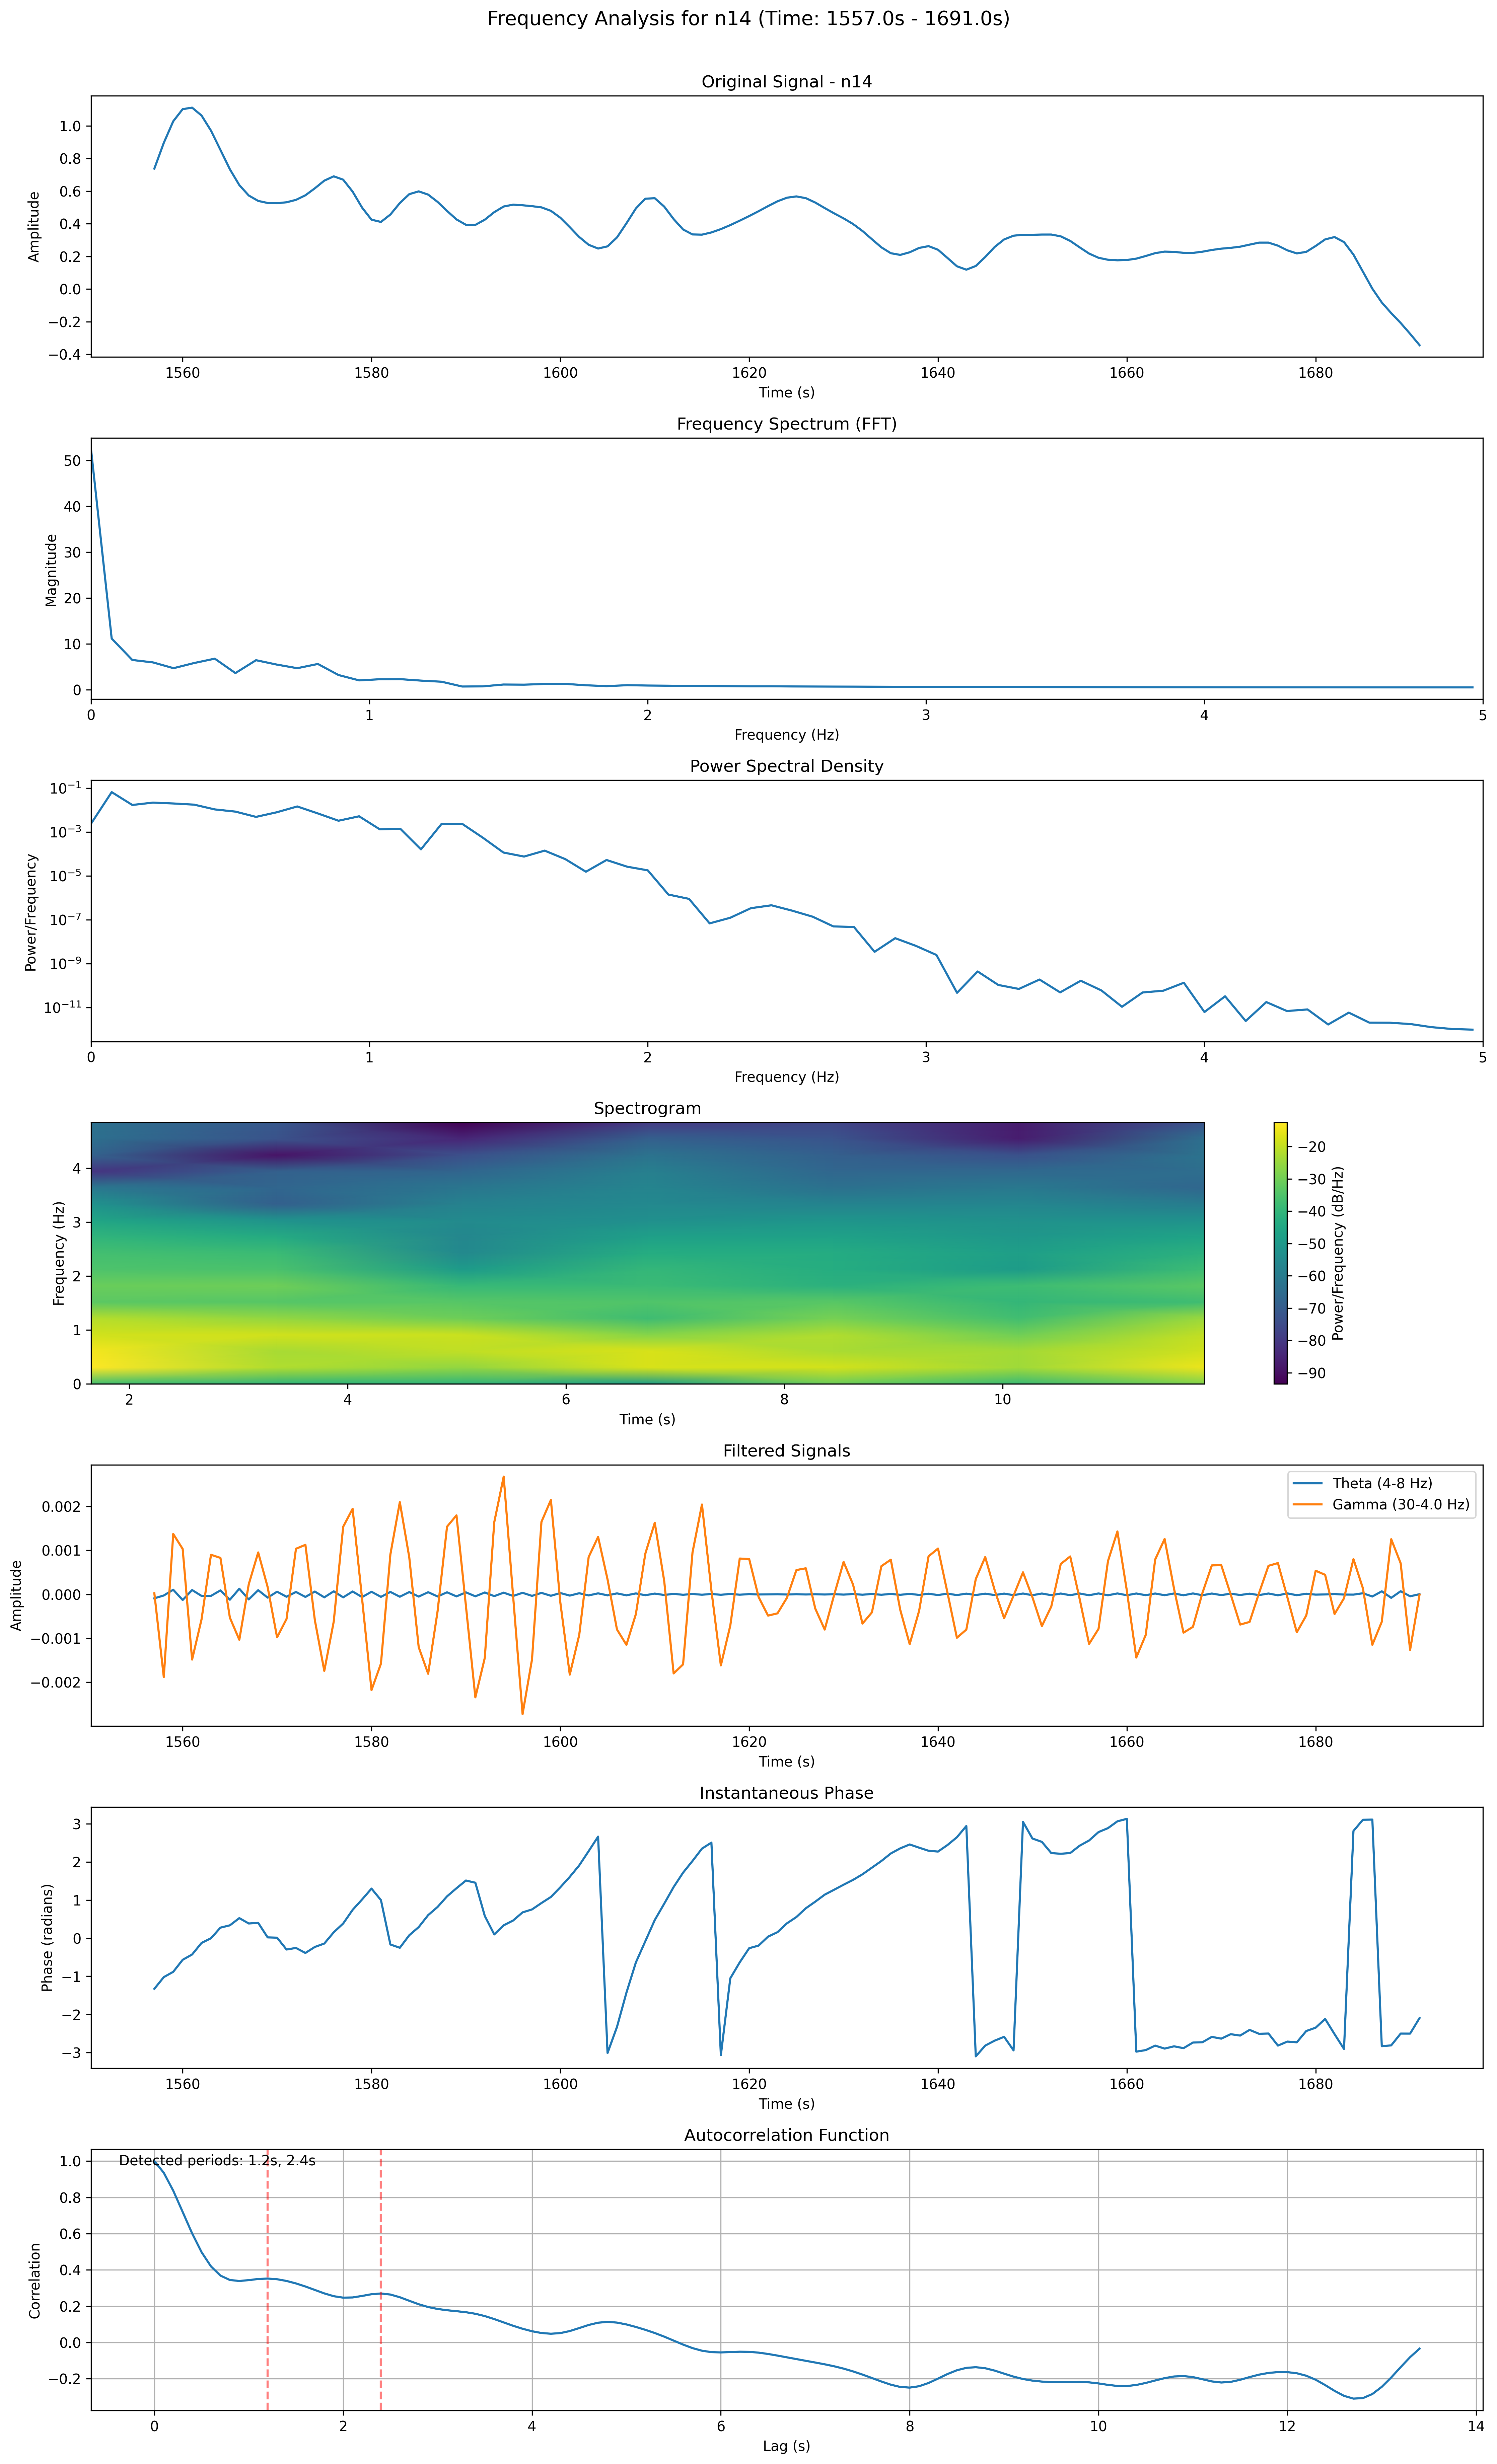 Frequency Analysis for n14 (Time: 1557.0s - 1691.0s)
Original Signal - n14
1.0
0.8
0.6
0.4
0.2
0.0
−0.2
−0.4
Amplitude
1560 1580 1600 1620 1640 1660 1680
Time (s)
Frequency Spectrum (FFT)
50
40
30
20
10
0
Magnitude
0 1 2 3 4 5
Frequency (Hz)
Power Spectral Density
10⁻¹
10⁻³
10⁻⁵
10⁻⁷
10⁻⁹
10⁻¹¹
Power/Frequency
0 1 2 3 4 5
Frequency (Hz)
Spectrogram
4
3
2
1
0
Frequency (Hz)
2 4 6 8 10
Time (s)
−20
−30
−40
−50
−60
−70
−80
−90
Power/Frequency (dB/Hz)
Filtered Signals
Theta (4-8 Hz)
Gamma (30-4.0 Hz)
0.002
0.001
0.000
−0.001
−0.002
Amplitude
1560 1580 1600 1620 1640 1660 1680
Time (s)
Instantaneous Phase
3
2
1
0
−1
−2
−3
Phase (radians)
1560 1580 1600 1620 1640 1660 1680
Time (s)
Autocorrelation Function
Detected periods: 1.2s, 2.4s
1.0
0.8
0.6
0.4
0.2
0.0
−0.2
Correlation
0 2 4 6 8 10 12 14
Lag (s)